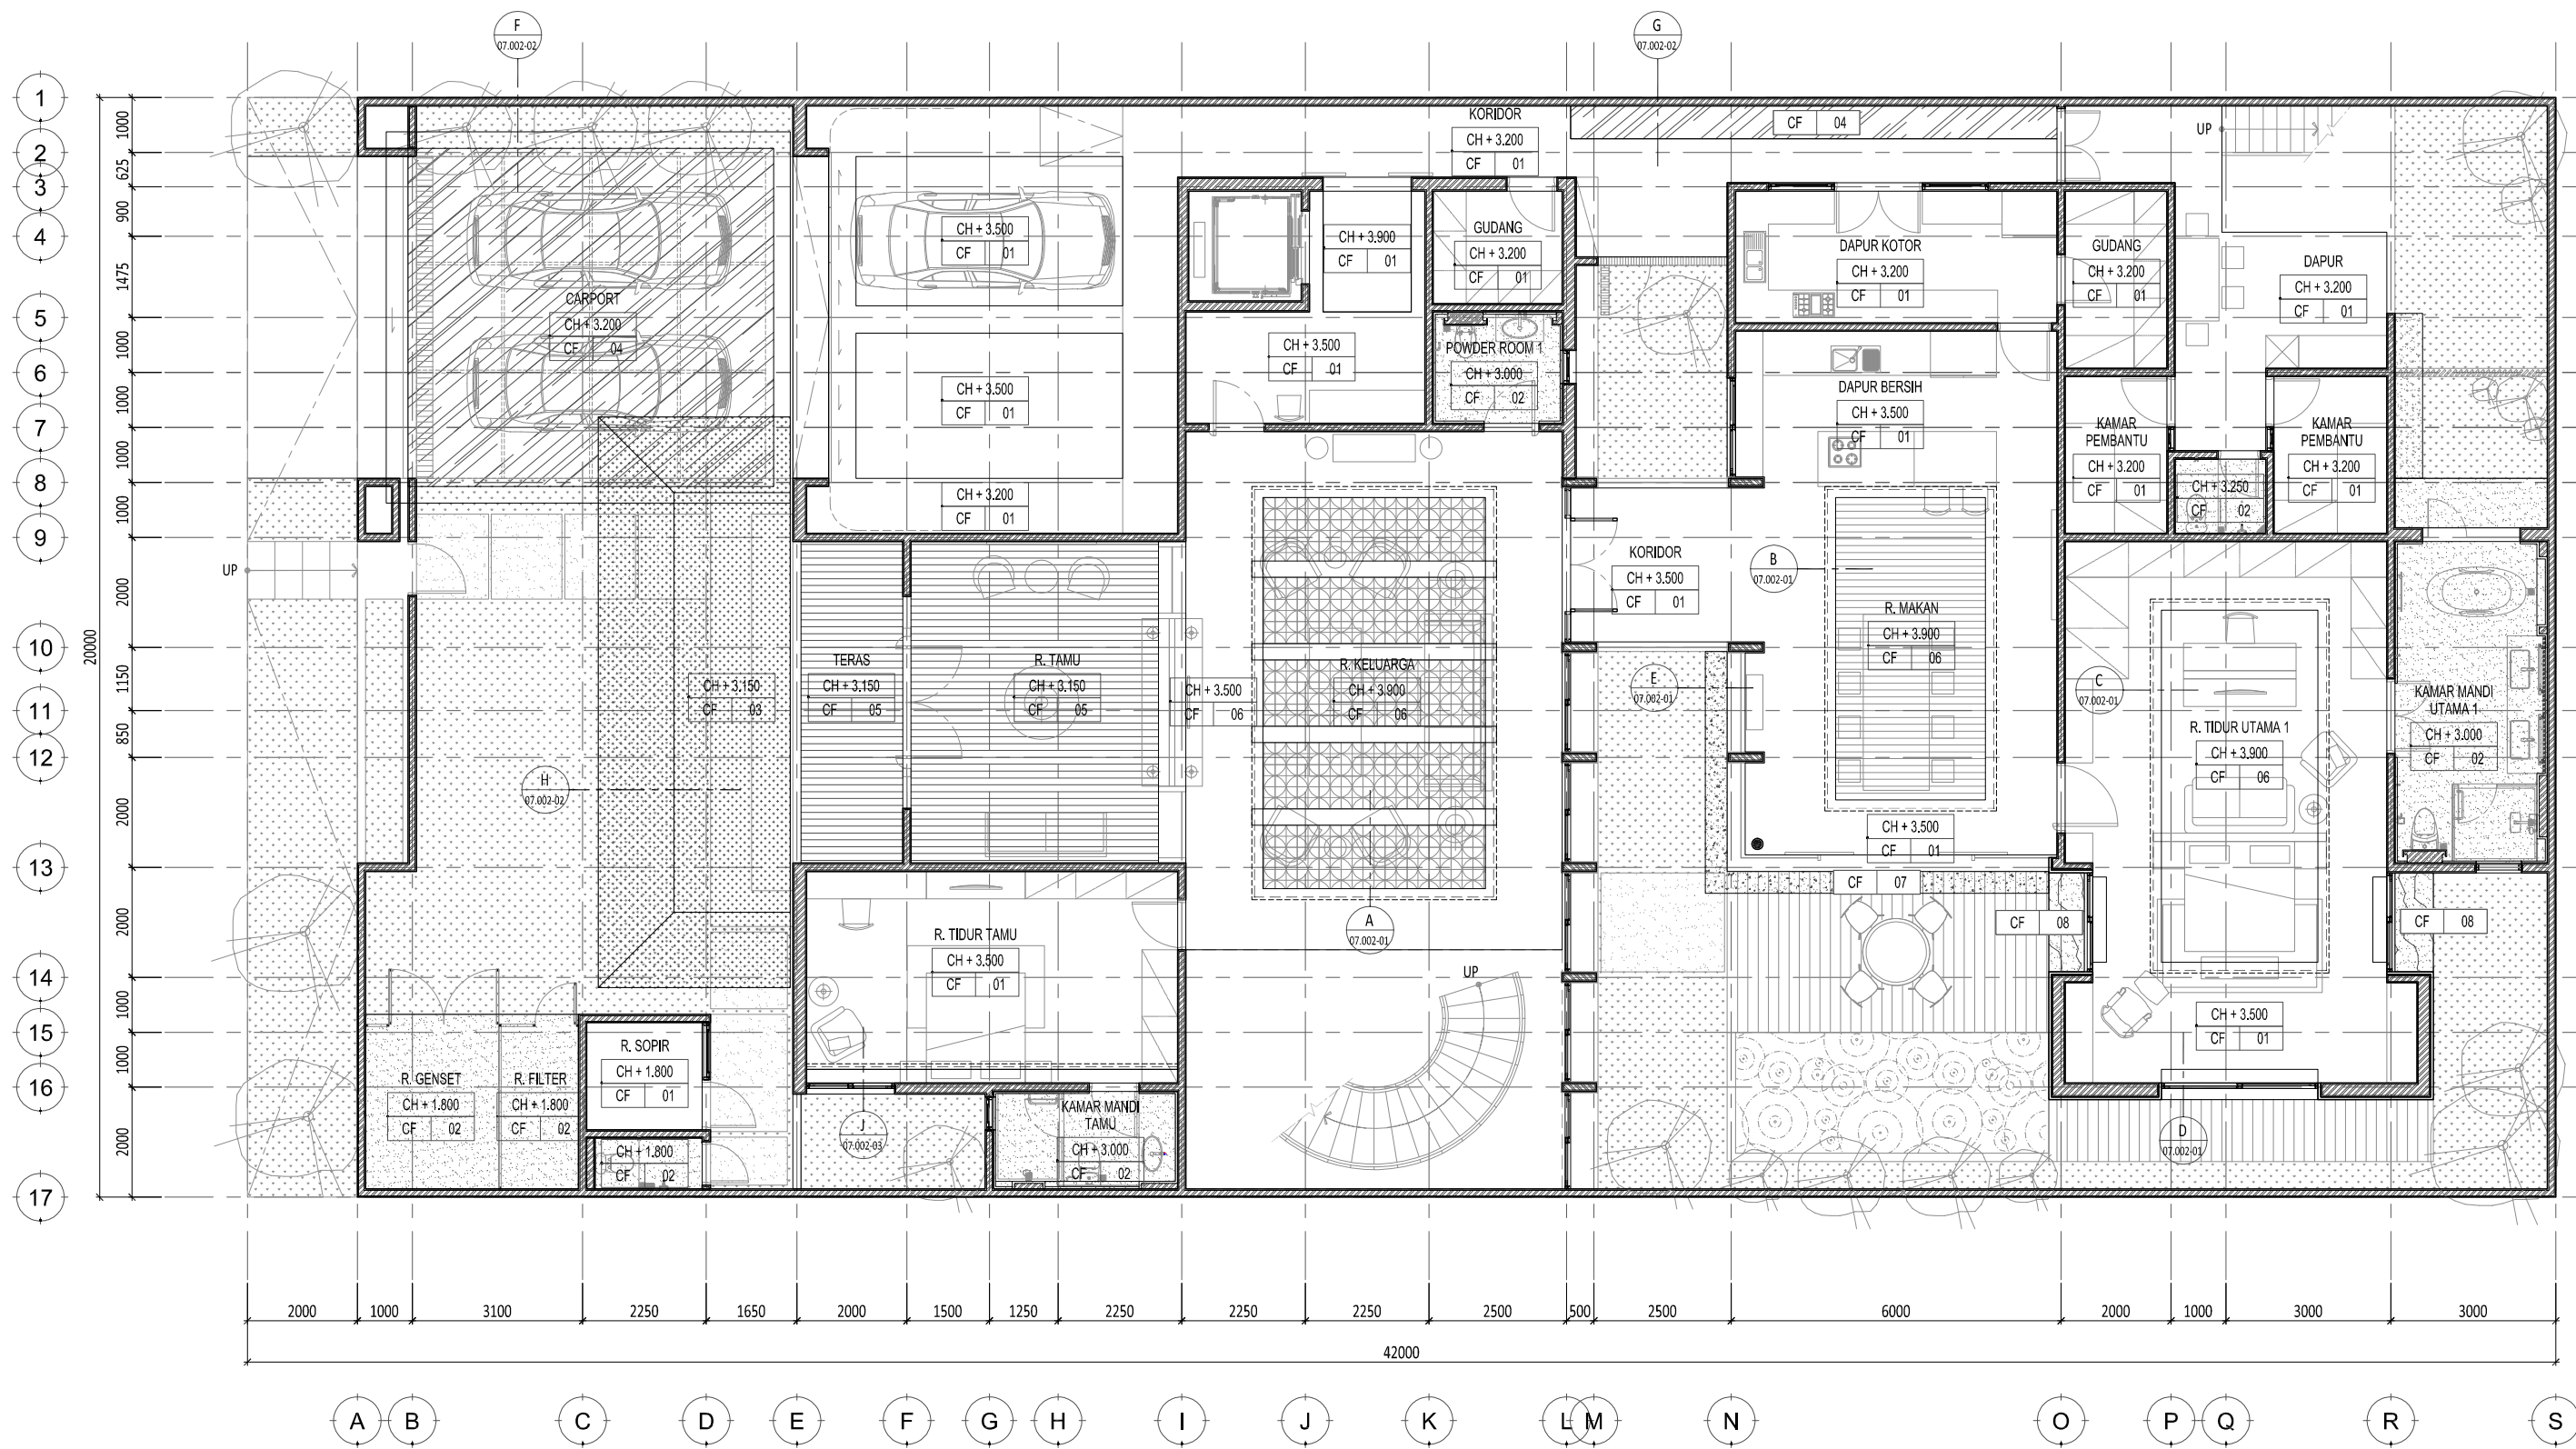 F
07.002-02
G
07.002-02
1
2
3
4
5
6
7
8
9
10
11
12
13
14
15
16
17
1000
625
900
1475
1000
1000
1000
1000
2000
1150
850
2000
2000
1000
1000
2000
20000
KORIDOR
CH + 3.200
CF 01
CF 04
UP
CARPORT
CH + 3.200
CF 04
CH + 3.500
CF 01
CH + 3.900
CF 01
GUDANG
CH + 3.200
CF 01
DAPUR KOTOR
CH + 3.200
CF 01
GUDANG
CH + 3.200
CF 01
DAPUR
CH + 3.200
CF 01
CH + 3.500
CF 01
CH + 3.500
CF 01
POWDER ROOM 1
CH + 3.000
CF 02
DAPUR BERSIH
CH + 3.500
CF 01
KAMAR
PEMBANTU
CH + 3.200
CF 01
KAMAR
PEMBANTU
CH + 3.200
CF 01
CH + 3.250
CF 02
CH + 3.200
CF 01
UP
KORIDOR
CH + 3.500
CF 01
B
07.002-01
R. MAKAN
CH + 3.900
CF 06
TERAS
CH + 3.150
CF 05
R. TAMU
CH + 3.150
CF 05
CH + 3.150
CF 03
CH + 3.500
CF 06
R. KELUARGA
CH + 3.900
CF 06
E
07.002-01
C
07.002-01
KAMAR MANDI
UTAMA 1
CH + 3.000
CF 02
R. TIDUR UTAMA 1
CH + 3.900
CF 06
H
07.002-02
CH + 3.500
CF 01
CF 07
CF 08
CF 08
A
07.002-01
R. TIDUR TAMU
CH + 3.500
CF 01
UP
CH + 3.500
CF 01
R. SOPIR
CH + 1.800
CF 01
R. GENSET
CH + 1.800
CF 02
R. FILTER
CH + 1.800
CF 02
CH + 1.800
CF 02
J
07.002-03
KAMAR MANDI
TAMU
CH + 3.000
CF 02
D
07.002-01
2000 1000 3100 2250 1650 2000 1500 1250 2250 2250 2250 2500 500 2500 6000 2000 1000 3000 3000
42000
A B C D E F G H I J K L M N O P Q R S